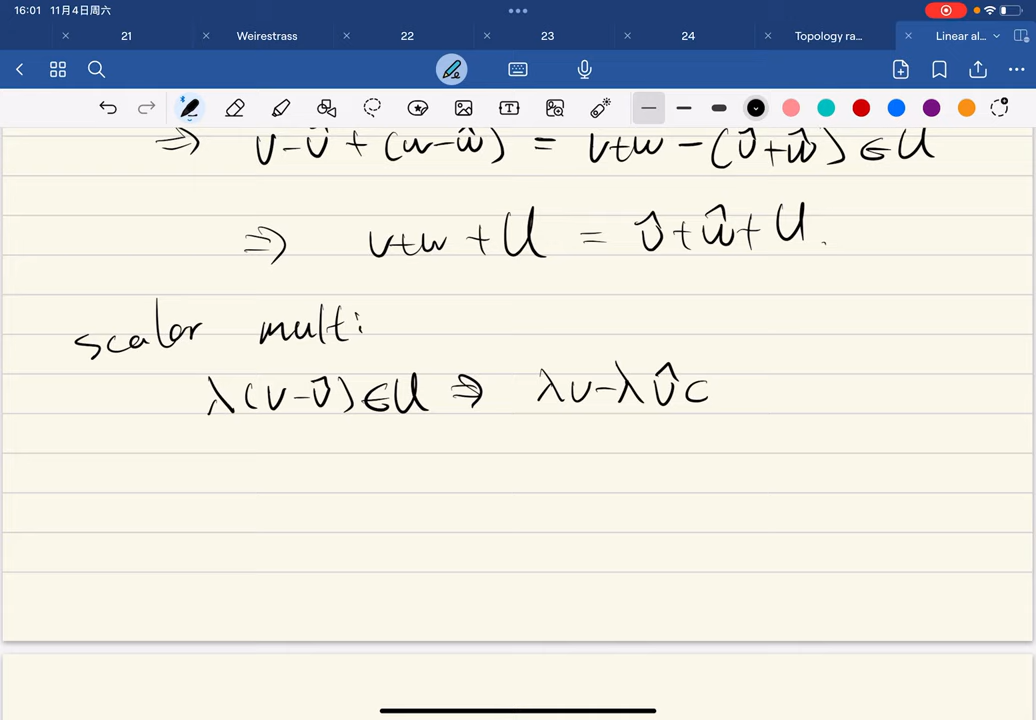 16:01 11月4日周六
21 Weirestrass 22 23 24 Topology ra... Linear al...
⇒ v-v̂ + (w-ŵ) = v+w - (v̂+ŵ) ∈ U
⇒ v+w + U = v̂+ŵ+ U.
scalar multi
λ(v-v̂) ∈ U ⇒ λv-λv̂ c